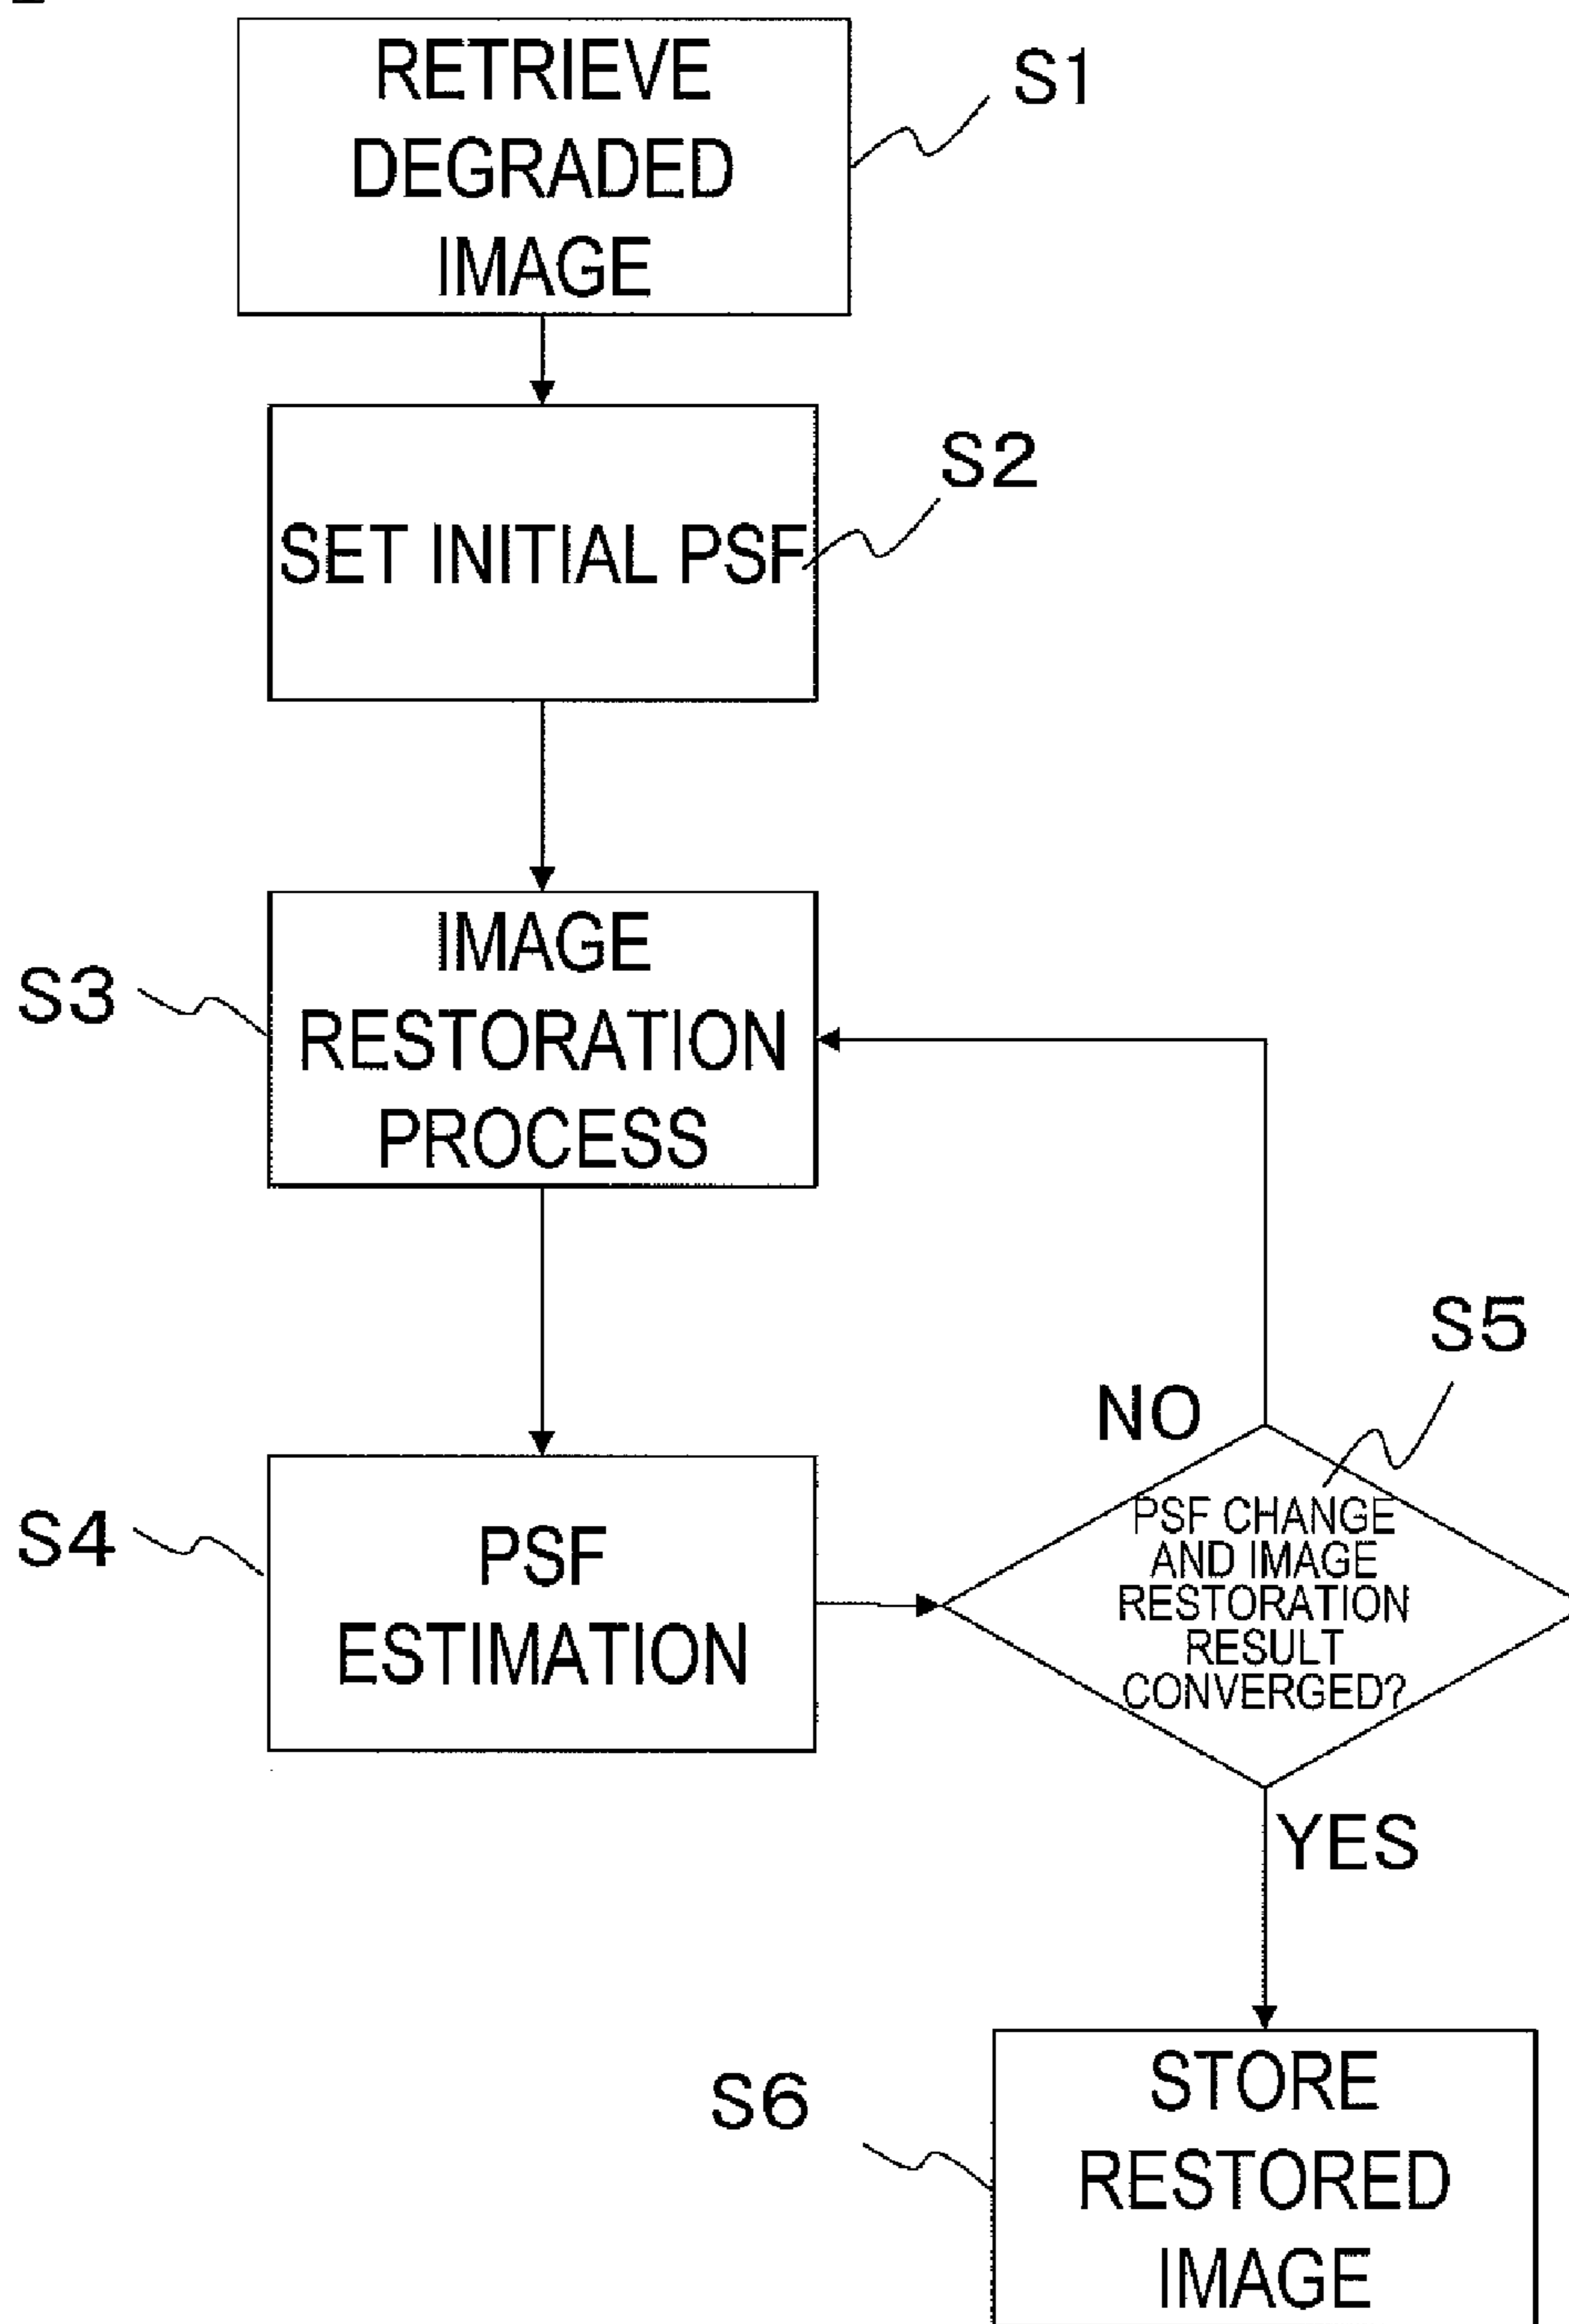 RETRIEVE
DEGRADED
IMAGE
S1
SET INITIAL PSF
S2
IMAGE
RESTORATION
PROCESS
S3
PSF
ESTIMATION
S4
NO
S5
PSF CHANGE
AND IMAGE
RESTORATION
RESULT
CONVERGED?
YES
STORE
RESTORED
IMAGE
S6